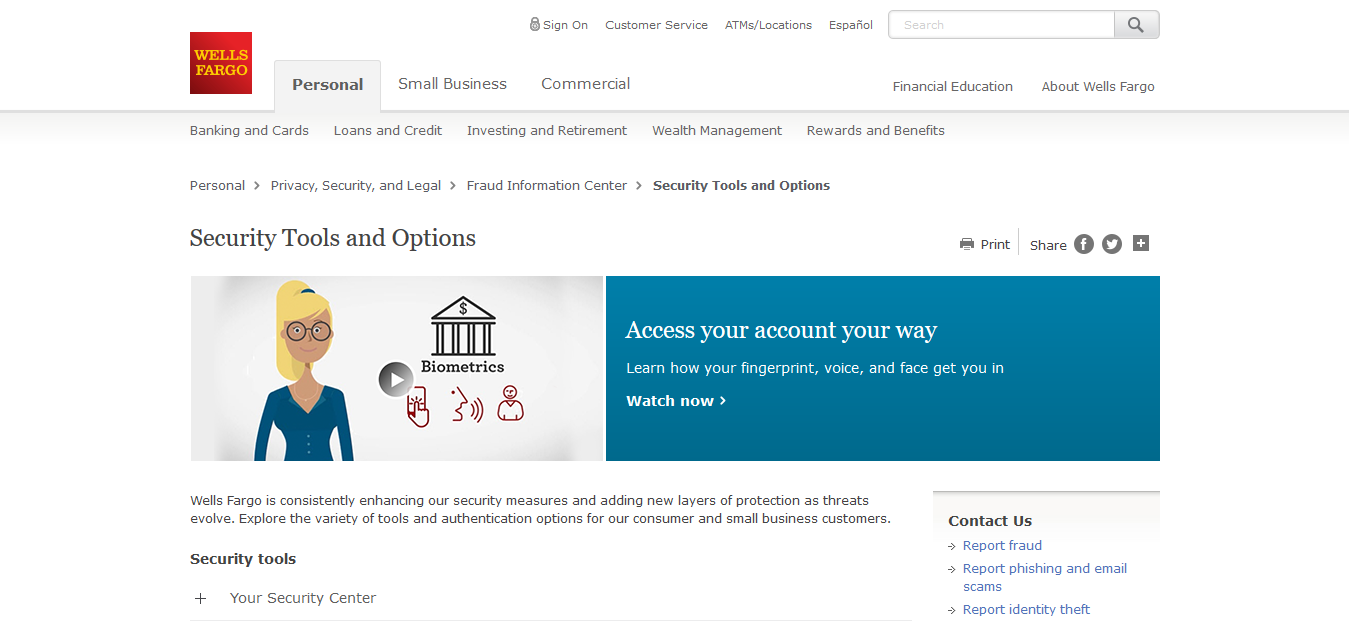 Sign On Customer Service ATMs/Locations Español Search
WELLS
FARGO
Personal Small Business Commercial Financial Education About Wells Fargo
Banking and Cards Loans and Credit Investing and Retirement Wealth Management Rewards and Benefits
Personal > Privacy, Security, and Legal > Fraud Information Center > Security Tools and Options
Security Tools and Options
Print Share
$
Biometrics
Access your account your way
Learn how your fingerprint, voice, and face get you in
Watch now >
Wells Fargo is consistently enhancing our security measures and adding new layers of protection as threats
evolve. Explore the variety of tools and authentication options for our consumer and small business customers.
Security tools
+ Your Security Center
Contact Us
Report fraud
Report phishing and email
scams
Report identity theft